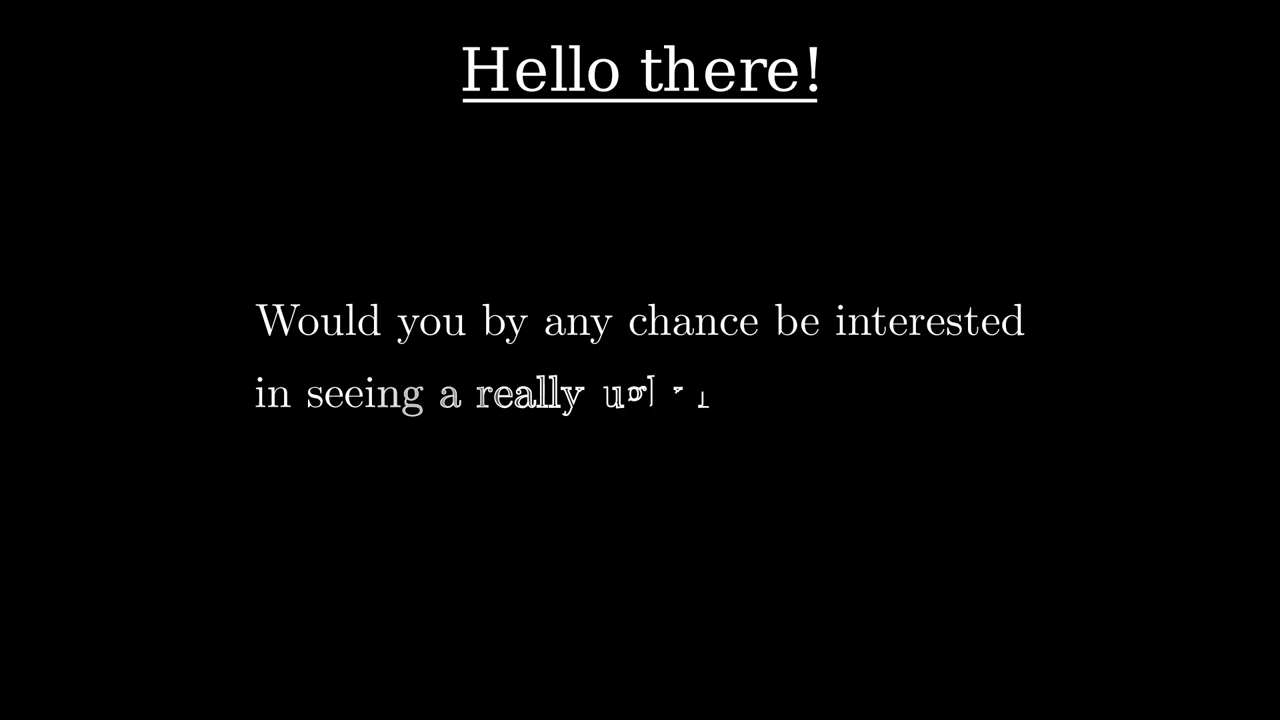 Hello there!
Would you by any chance be interested
in seeing a really